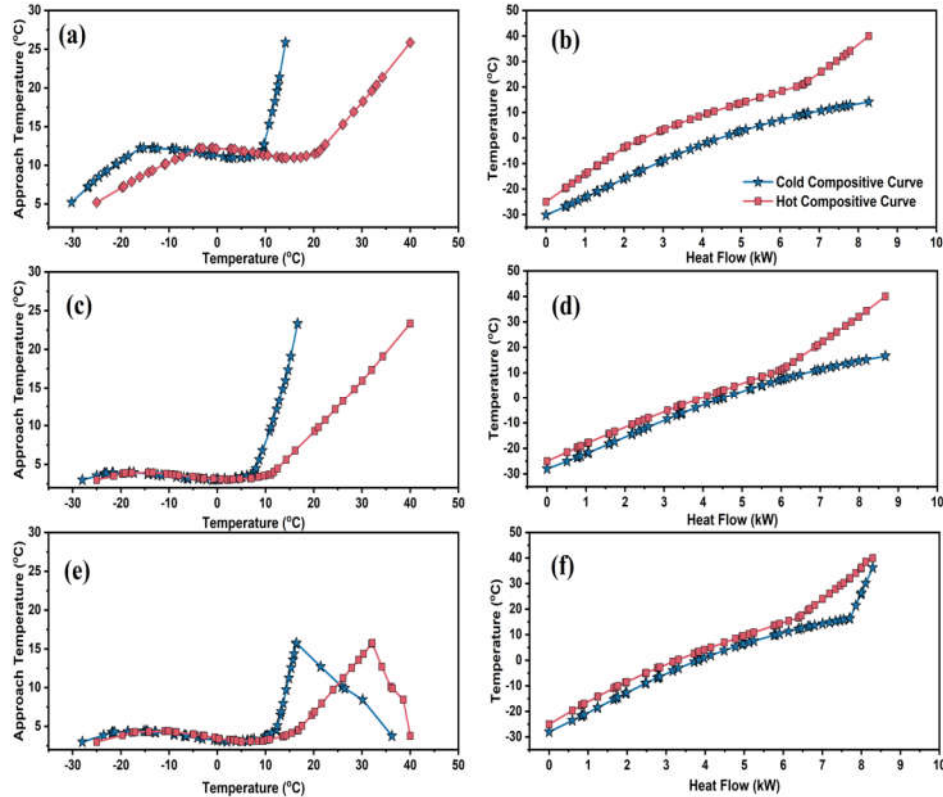 (a)
Approach Temperature (°C)
30
25
20
15
10
5
-30 -20 -10 0 10 20 30 40 50
Temperature (°C)
(b)
Temperature (°C)
50
40
30
20
10
0
-10
-20
-30
0 1 2 3 4 5 6 7 8 9 10
Heat Flow (kW)
Cold Compositive Curve
Hot Compositive Curve
(c)
Approach Temperature (°C)
30
25
20
15
10
5
-30 -20 -10 0 10 20 30 40 50
Temperature (°C)
(d)
Temperature (°C)
50
40
30
20
10
0
-10
-20
-30
0 1 2 3 4 5 6 7 8 9 10
Heat Flow (kW)
(e)
Approach Temperature (°C)
30
25
20
15
10
5
-30 -20 -10 0 10 20 30 40 50
Temperature (°C)
(f)
Temperature (°C)
50
40
30
20
10
0
-10
-20
-30
0 1 2 3 4 5 6 7 8 9 10
Heat Flow (kW)